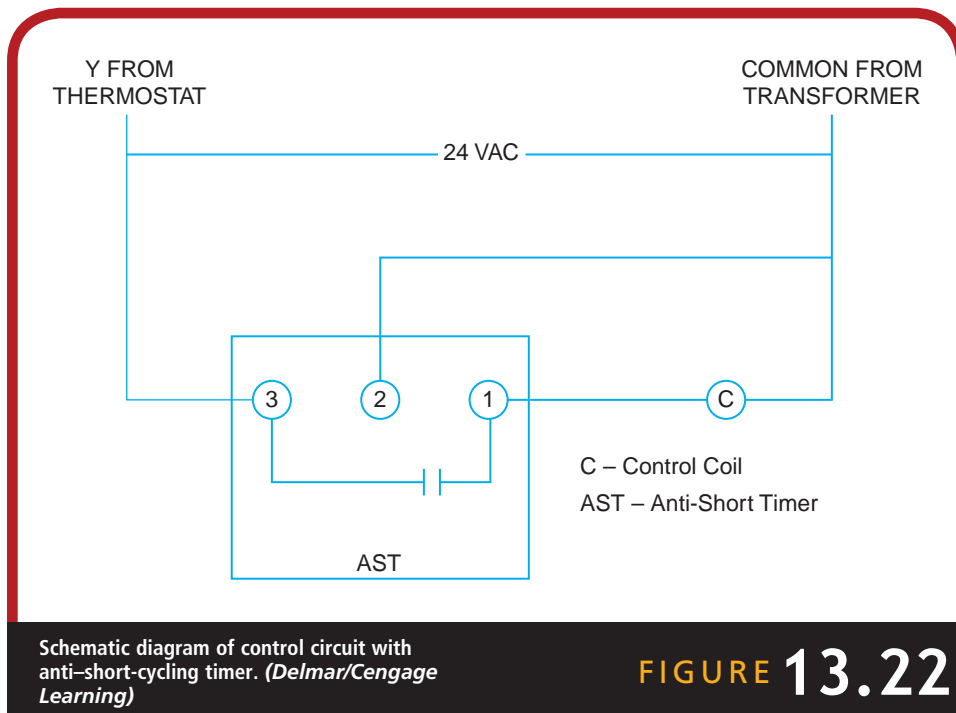 Y FROM
THERMOSTAT
COMMON FROM
TRANSFORMER
24 VAC
3
2
1
C
C – Control Coil
AST – Anti-Short Timer
AST
Schematic diagram of control circuit with
anti–short-cycling timer. (Delmar/Cengage
Learning)
FIGURE 13.22